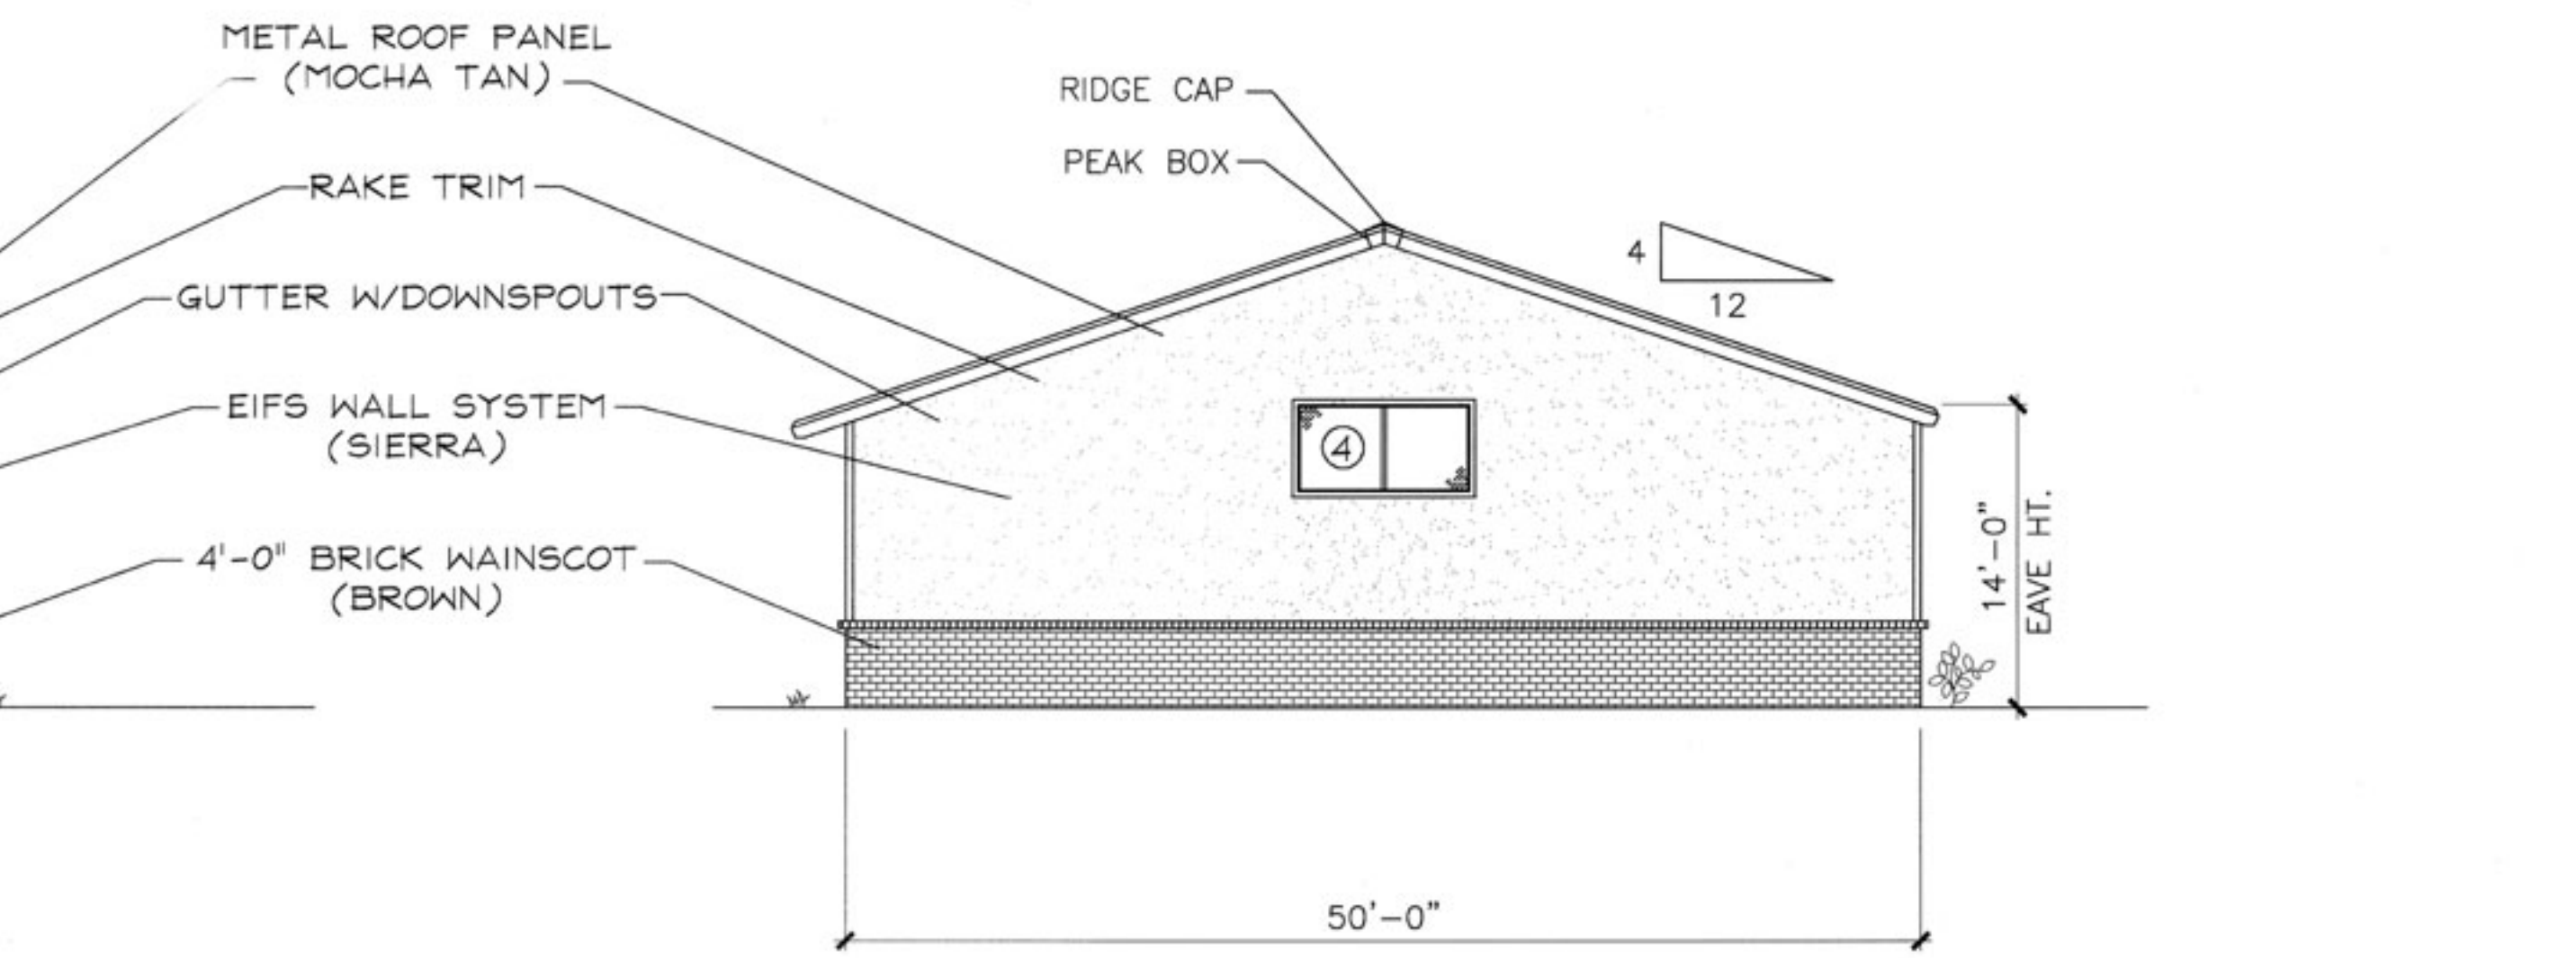 METAL ROOF PANEL
(MOCHA TAN)
RAKE TRIM
GUTTER W/DOWNSPOUTS
EIFS WALL SYSTEM
(SIERRA)
4'-0" BRICK WAINSCOT
(BROWN)
RIDGE CAP
PEAK BOX
4
12
4
14'-0"
EAVE HT.
50'-0"